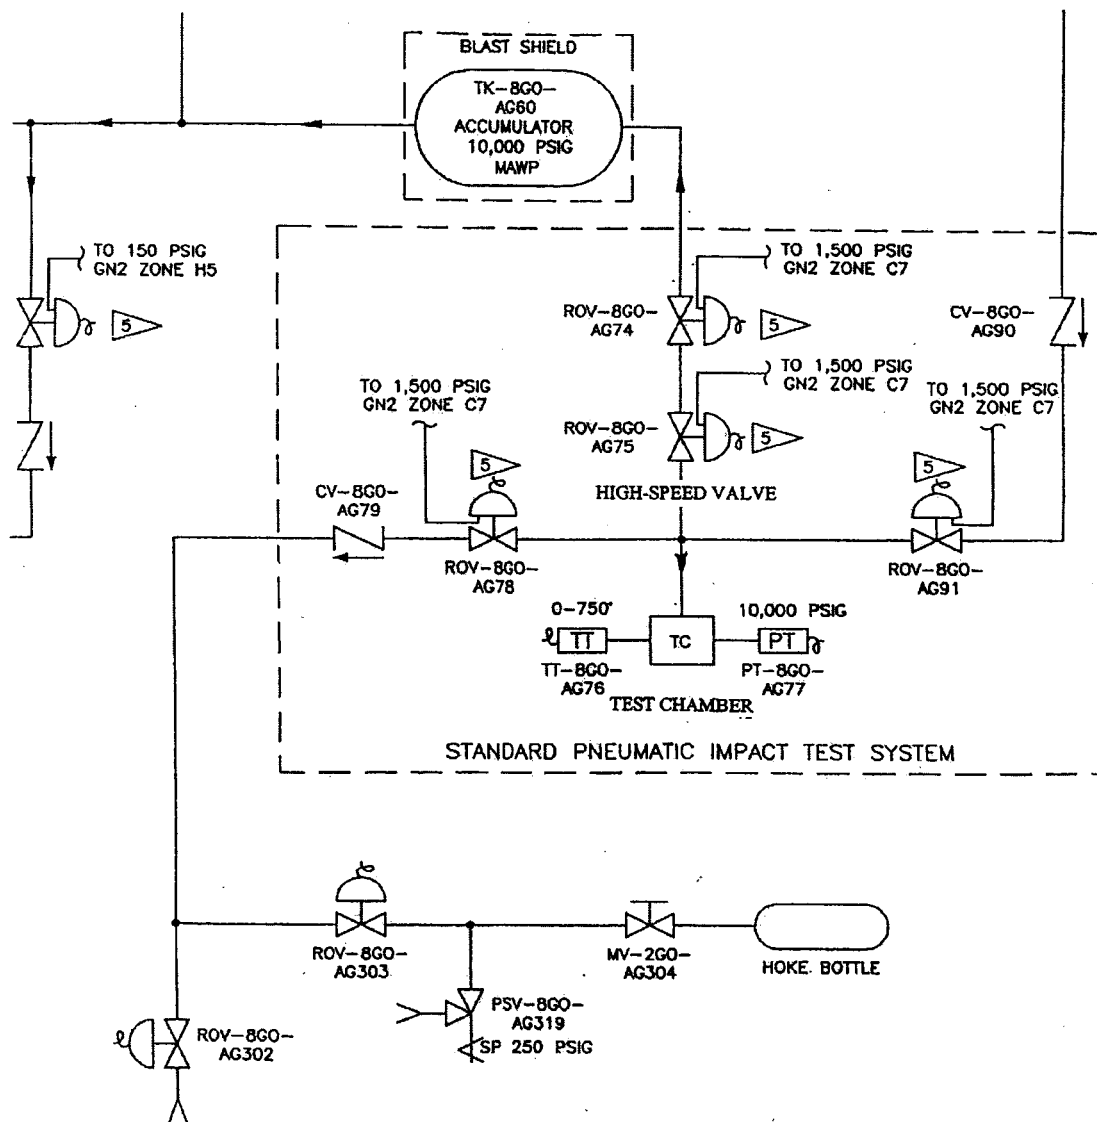 BLAST SHIELD
TK-8GO-
AG60
ACCUMULATOR
10,000 PSIG
MAWP
TO 150 PSIG
GN2 ZONE H5
5
TO 1,500 PSIG
GN2 ZONE C7
ROV-8GO-
AG74
5
CV-8GO-
AG90
TO 1,500 PSIG
GN2 ZONE C7
TO 1,500 PSIG
GN2 ZONE C7
TO 1,500 PSIG
GN2 ZONE C7
ROV-8GO-
AG75
5
5
5
CV-8GO-
AG79
HIGH-SPEED VALVE
ROV-8GO-
AG78
ROV-8GO-
AG91
0-750°
10,000 PSIG
TT
TC
PT
TT-8GO-
AG76
PT-8GO-
AG77
TEST CHAMBER
STANDARD PNEUMATIC IMPACT TEST SYSTEM
ROV-8GO-
AG303
MV-2GO-
AG304
HOKE. BOTTLE
PSV-8GO-
AG319
SP 250 PSIG
ROV-8GO-
AG302